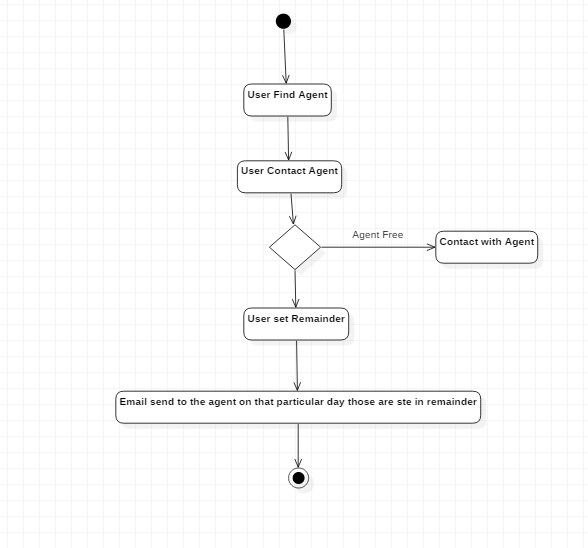 User Find Agent
User Contact Agent
Agent Free
Contact with Agent
User set Remainder
Email send to the agent on that particular day those are ste in remainder